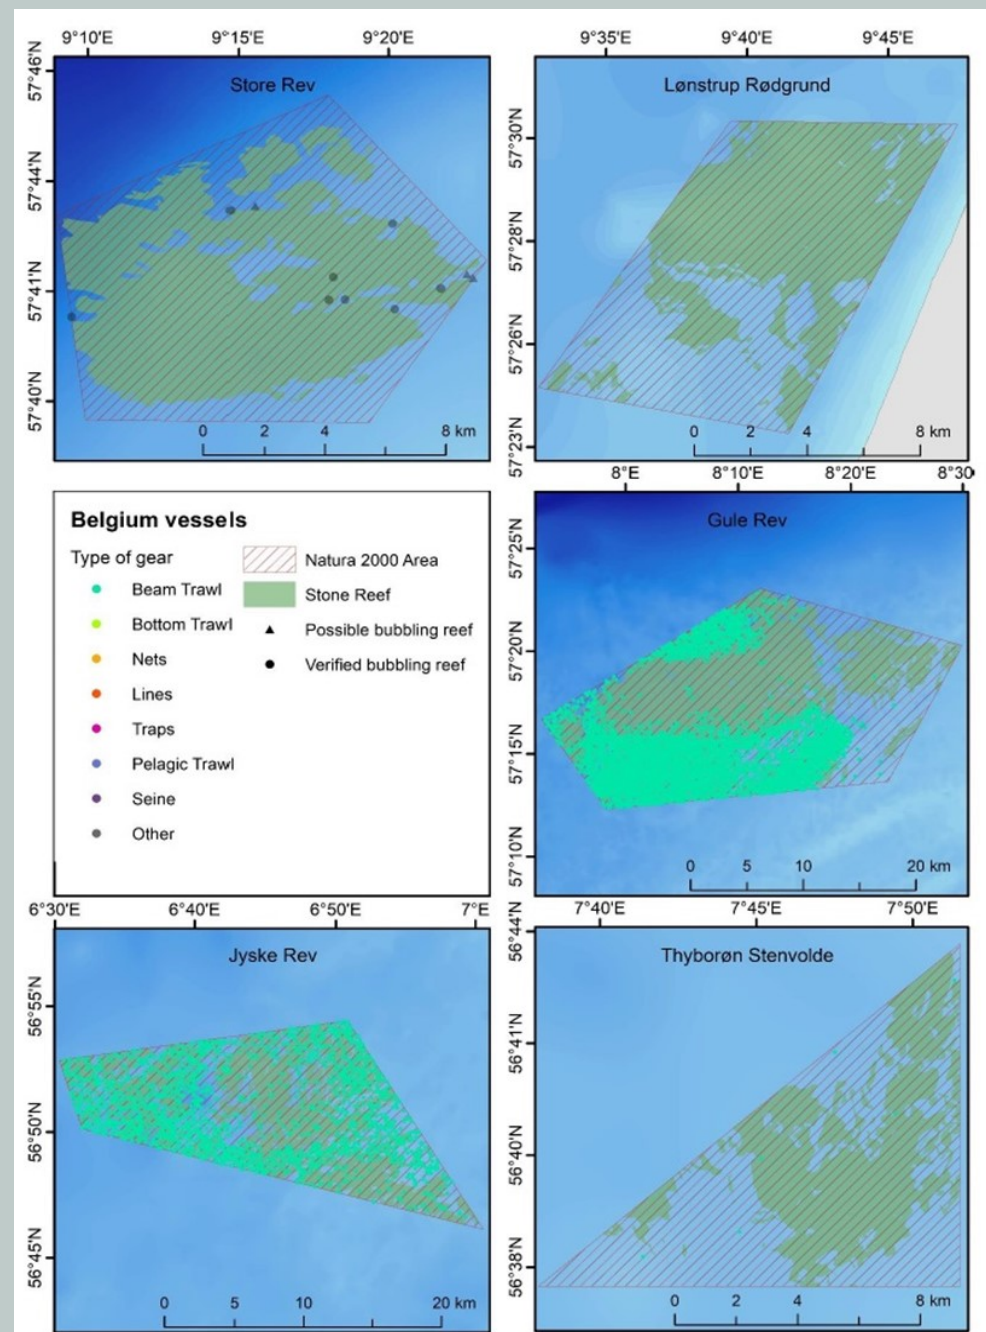 9°10'E 9°15'E 9°20'E
57°46'N
57°44'N
57°41'N
57°40'N
Store Rev
0 2 4 8 km
9°35'E 9°40'E 9°45'E
57°30'N
57°28'N
57°26'N
57°23'N
Lønstrup Rødgrund
0 2 4 8 km
Belgium vessels
Type of gear
Beam Trawl
Bottom Trawl
Nets
Lines
Traps
Pelagic Trawl
Seine
Other
Natura 2000 Area
Stone Reef
Possible bubbling reef
Verified bubbling reef
8°E 8°10'E 8°20'E 8°30
57°25'N
57°20'N
57°15'N
57°10'N
Gule Rev
0 5 10 20 km
6°30'E 6°40'E 6°50'E 7°E
56°55'N
56°50'N
56°45'N
Jyske Rev
0 5 10 20 km
7°40'E 7°45'E 7°50'E
56°44'N
56°41'N
56°40'N
56°38'N
Thyborøn Stenvolde
0 2 4 8 km